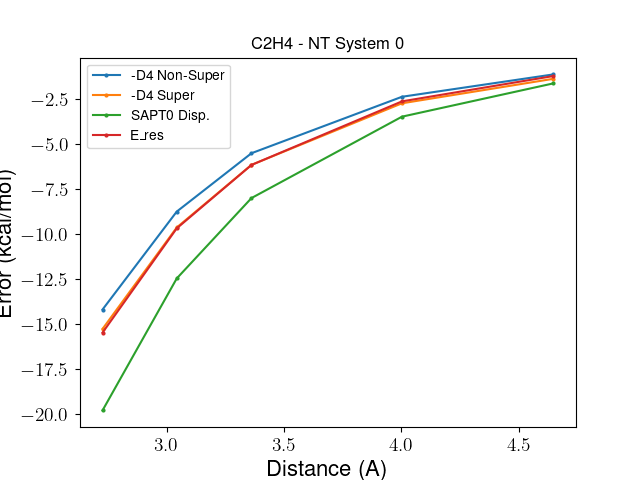 C2H4 - NT System 0
-D4 Non-Super
-D4 Super
SAPT0 Disp.
E_res
−2.5
−5.0
−7.5
−10.0
−12.5
−15.0
−17.5
−20.0
Error (kcal/mol)
3.0 3.5 4.0 4.5
Distance (A)